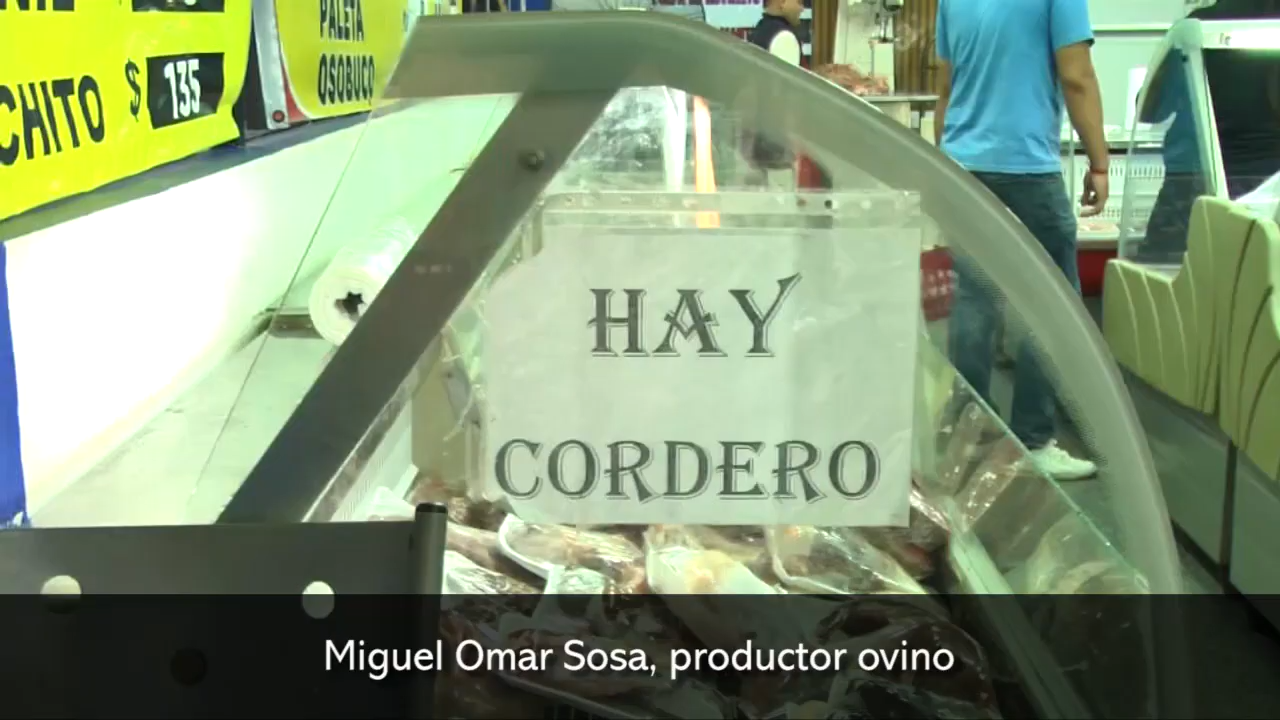 CHITO $ 135
PALETA
OSOBUCO
HAY
CORDERO
Miguel Omar Sosa, productor ovino